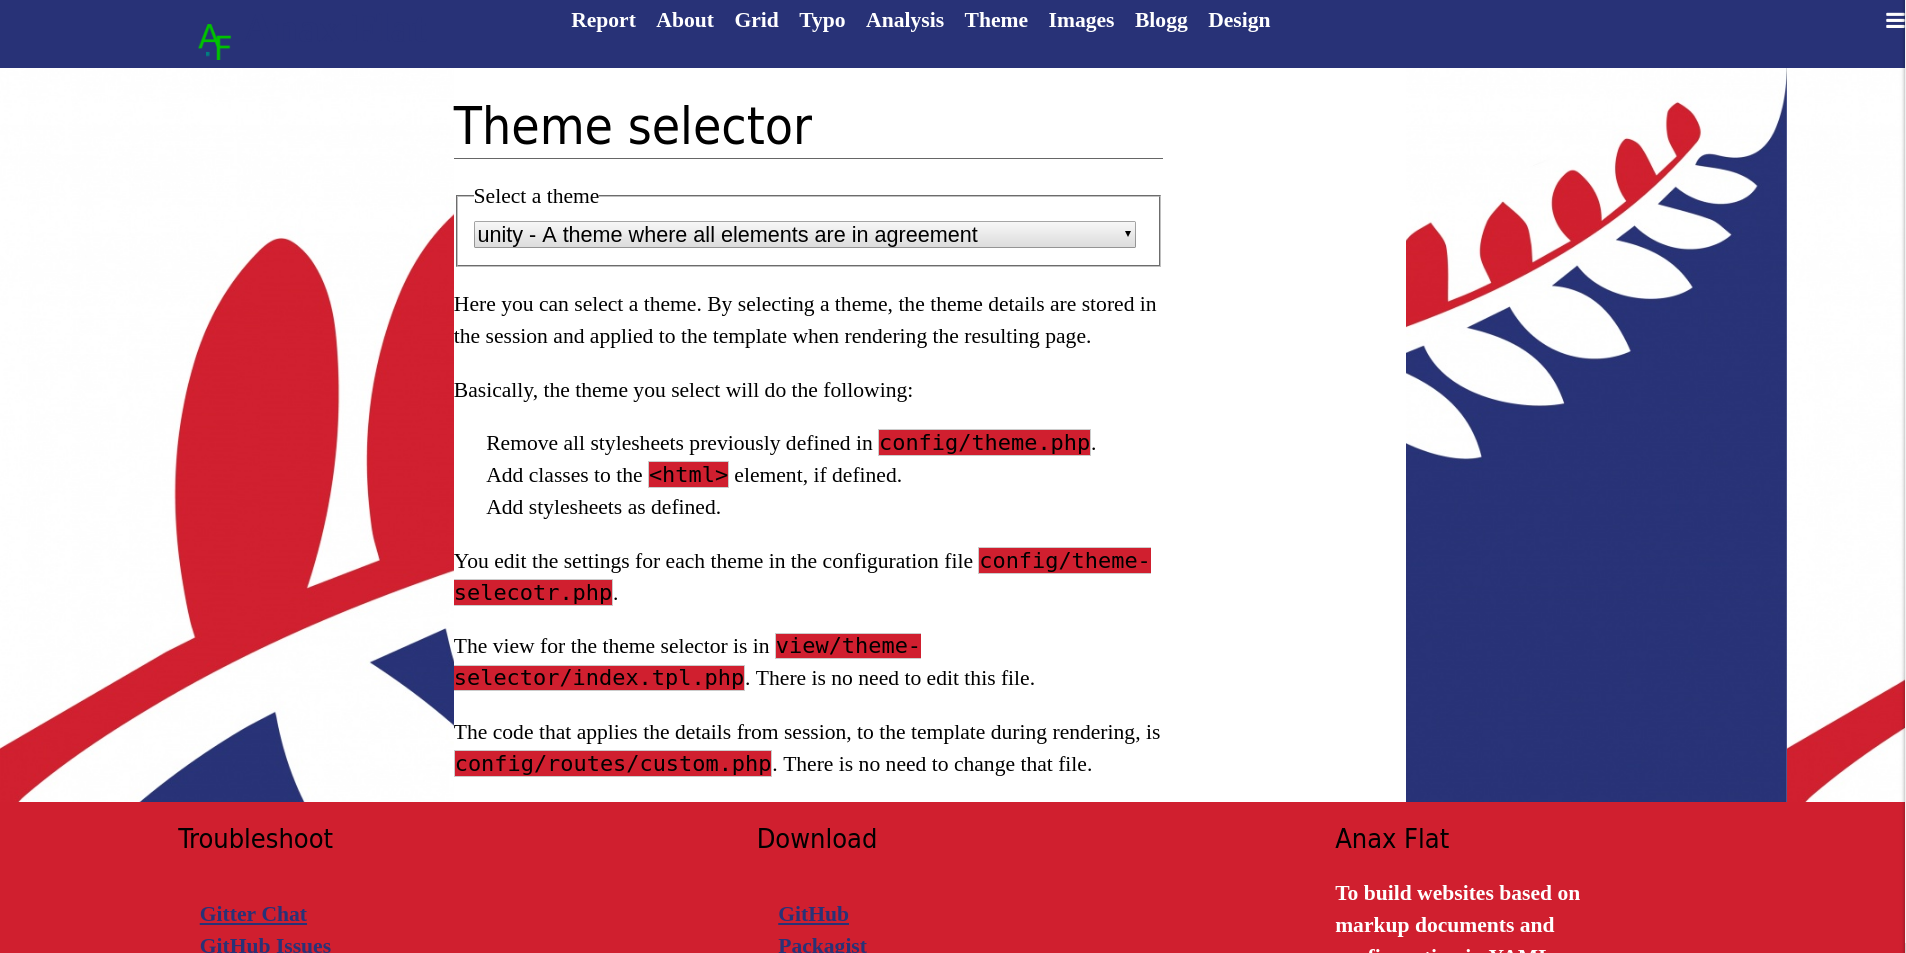 Report About Grid Typo Analysis Theme Images Blogg Design
A.F
Theme selector
Select a theme
unity - A theme where all elements are in agreement
Here you can select a theme. By selecting a theme, the theme details are stored in
the session and applied to the template when rendering the resulting page.
Basically, the theme you select will do the following:
Remove all stylesheets previously defined in config/theme.php.
Add classes to the <html> element, if defined.
Add stylesheets as defined.
You edit the settings for each theme in the configuration file config/theme-
selecotr.php.
The view for the theme selector is in view/theme-
selector/index.tpl.php. There is no need to edit this file.
The code that applies the details from session, to the template during rendering, is
config/routes/custom.php. There is no need to change that file.
Troubleshoot
Gitter Chat
GitHub Issues
Download
GitHub
Packagist
Anax Flat
To build websites based on
markup documents and